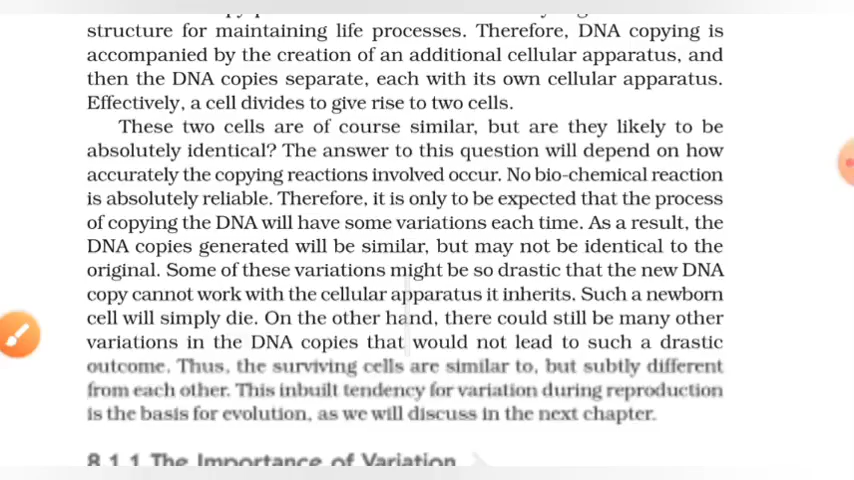 structure for maintaining life processes. Therefore, DNA copying is
accompanied by the creation of an additional cellular apparatus, and
then the DNA copies separate, each with its own cellular apparatus.
Effectively, a cell divides to give rise to two cells.
These two cells are of course similar, but are they likely to be
absolutely identical? The answer to this question will depend on how
accurately the copying reactions involved occur. No bio-chemical reaction
is absolutely reliable. Therefore, it is only to be expected that the process
of copying the DNA will have some variations each time. As a result, the
DNA copies generated will be similar, but may not be identical to the
original. Some of these variations might be so drastic that the new DNA
copy cannot work with the cellular apparatus it inherits. Such a newborn
cell will simply die. On the other hand, there could still be many other
variations in the DNA copies that would not lead to such a drastic
outcome. Thus, the surviving cells are similar to, but subtly different
from each other. This inbuilt tendency for variation during reproduction
is the basis for evolution, as we will discuss in the next chapter.
8.1.1 The Importance of Variation